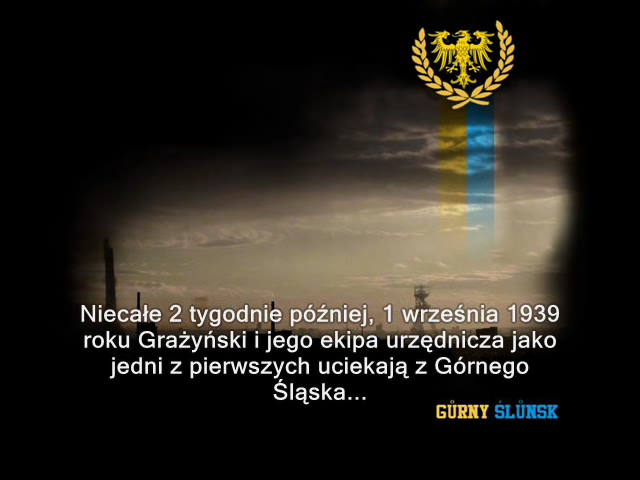 Niecałe 2 tygodnie później, 1 września 1939
roku Grażyński i jego ekipa urzędnicza jako
jedni z pierwszych uciekają z Górnego
Śląska...
GŮRNY ŚLŮNSK